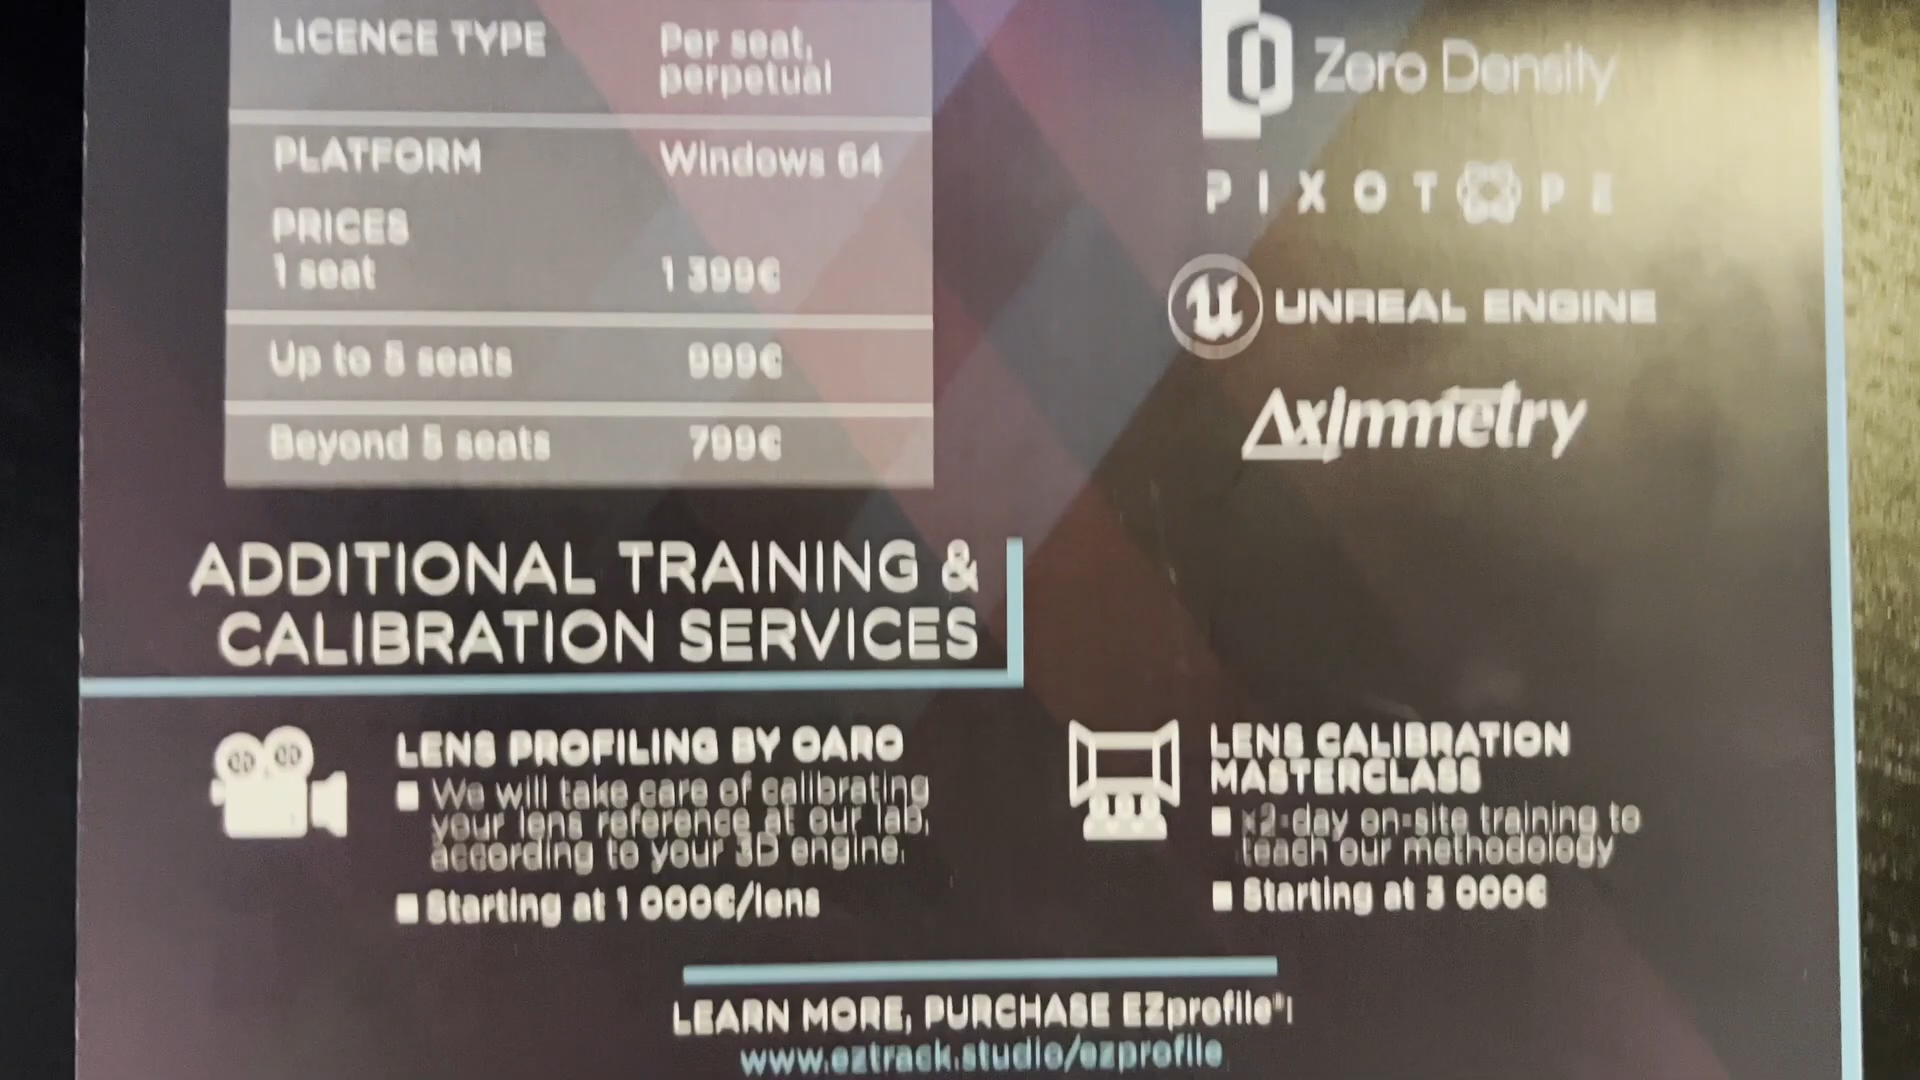 LICENCE TYPE Per seat,
perpetual
PLATFORM Windows 64
PRICES
1 seat 1 399€
Up to 5 seats 999€
Beyond 5 seats 799€
Zero Density
PIXOTOPE
UNREAL ENGINE
Aximmetry
ADDITIONAL TRAINING &
CALIBRATION SERVICES
LENS PROFILING BY OARO
■ We will take care of calibrating
your lens reference at our lab,
according to your 3D engine.
■ Starting at 1 000€/lens
LENS CALIBRATION
MASTERCLASS
■ x2-day on-site training to
teach our methodology
■ Starting at 3 000€
LEARN MORE, PURCHASE EZprofile®!
www.eztrack.studio/ezprofile